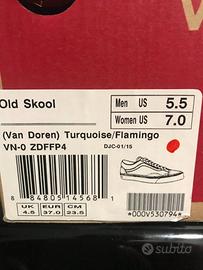 Old Skool
Men US 5.5
Women US 7.0
(Van Doren) Turquoise/Flamingo
VN-0 ZDFFP4 DJC-01/15
8 84805 14568 1
*000V530794*
UK EUR CM
4.5 37.0 23.5
subito